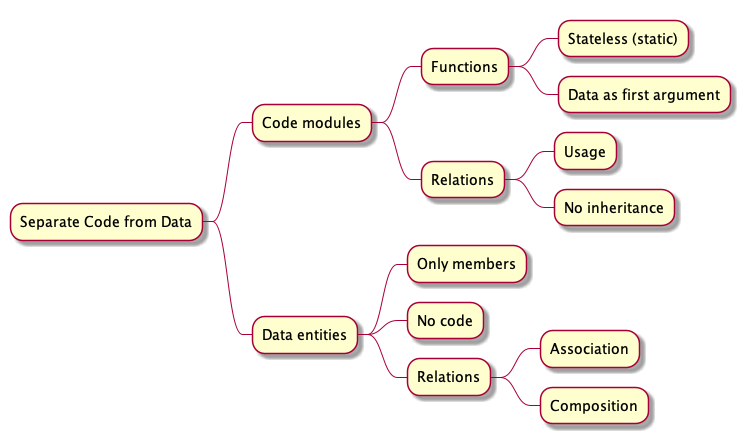 Separate Code from Data
Code modules
Functions
Stateless (static)
Data as first argument
Relations
Usage
No inheritance
Data entities
Only members
No code
Relations
Association
Composition